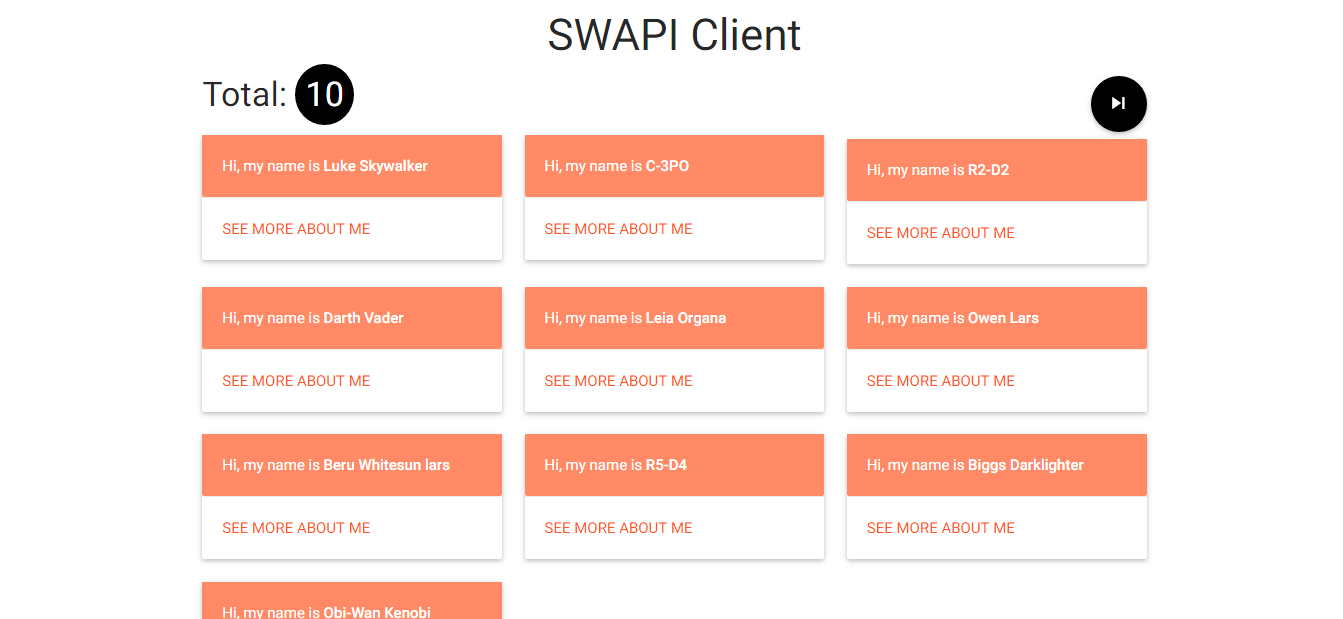 SWAPI Client
Total: 10
Hi, my name is Luke Skywalker
SEE MORE ABOUT ME
Hi, my name is C-3PO
SEE MORE ABOUT ME
Hi, my name is R2-D2
SEE MORE ABOUT ME
Hi, my name is Darth Vader
SEE MORE ABOUT ME
Hi, my name is Leia Organa
SEE MORE ABOUT ME
Hi, my name is Owen Lars
SEE MORE ABOUT ME
Hi, my name is Beru Whitesun lars
SEE MORE ABOUT ME
Hi, my name is R5-D4
SEE MORE ABOUT ME
Hi, my name is Biggs Darklighter
SEE MORE ABOUT ME
Hi, my name is Obi-Wan Kenobi